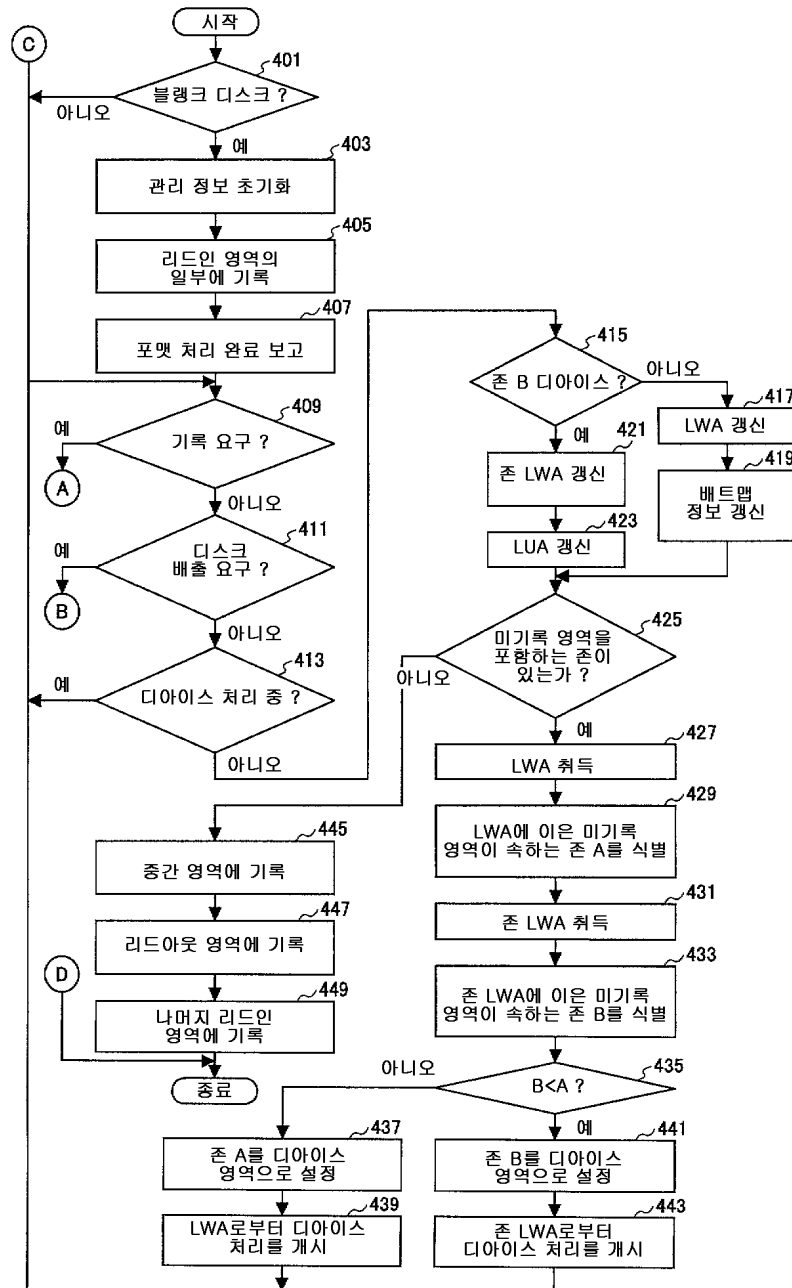 시작
C
401
블랭크 디스크 ?
아니오
예
403
관리 정보 초기화
405
리드인 영역의
일부에 기록
407
포맷 처리 완료 보고
409
기록 요구 ?
예
A
아니오
411
디스크
배출 요구 ?
예
B
아니오
413
디아이스 처리 중 ?
예
아니오
415
존 B 디아이스 ?
아니오
417
LWA 갱신
419
배트맵
정보 갱신
예
421
존 LWA 갱신
423
LUA 갱신
425
미기록 영역을
포함하는 존이
있는가 ?
아니오
예
427
LWA 취득
429
LWA에 이은 미기록
영역이 속하는 존 A를 식별
431
존 LWA 취득
433
존 LWA에 이은 미기록
영역이 속하는 존 B를 식별
435
B<A ?
아니오
예
437
존 A를 디아이스
영역으로 설정
439
LWA로부터 디아이스
처리를 개시
441
존 B를 디아이스
영역으로 설정
443
존 LWA로부터
디아이스 처리를 개시
445
중간 영역에 기록
447
리드아웃 영역에 기록
449
나머지 리드인
영역에 기록
D
종료